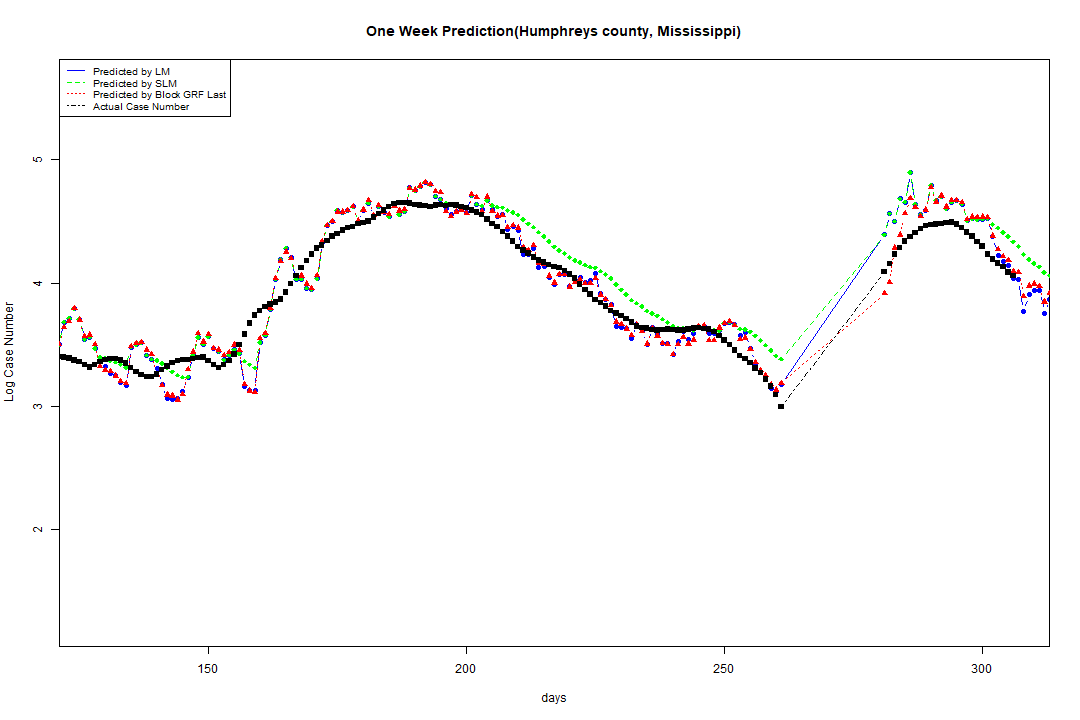 One Week Prediction(Humphreys county, Mississippi)
Predicted by LM
Predicted by SLM
Predicted by Block GRF Last
Actual Case Number
5
4
3
2
Log Case Number
150 200 250 300
days